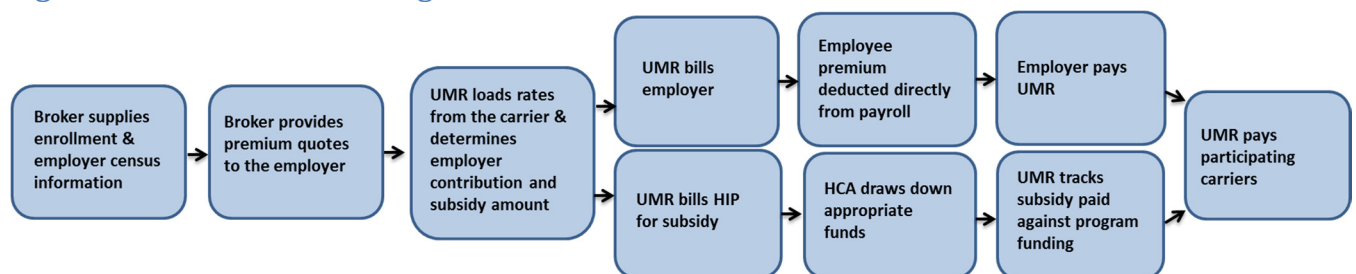 Broker supplies
enrollment &
employer census
information
Broker provides
premium quotes
to the employer
UMR loads rates
from the carrier &
determines
employer
contribution and
subsidy amount
UMR bills
employer
Employee
premium
deducted directly
from payroll
Employer pays
UMR
UMR bills HIP
for subsidy
HCA draws down
appropriate
funds
UMR tracks
subsidy paid
against program
funding
UMR pays
participating
carriers